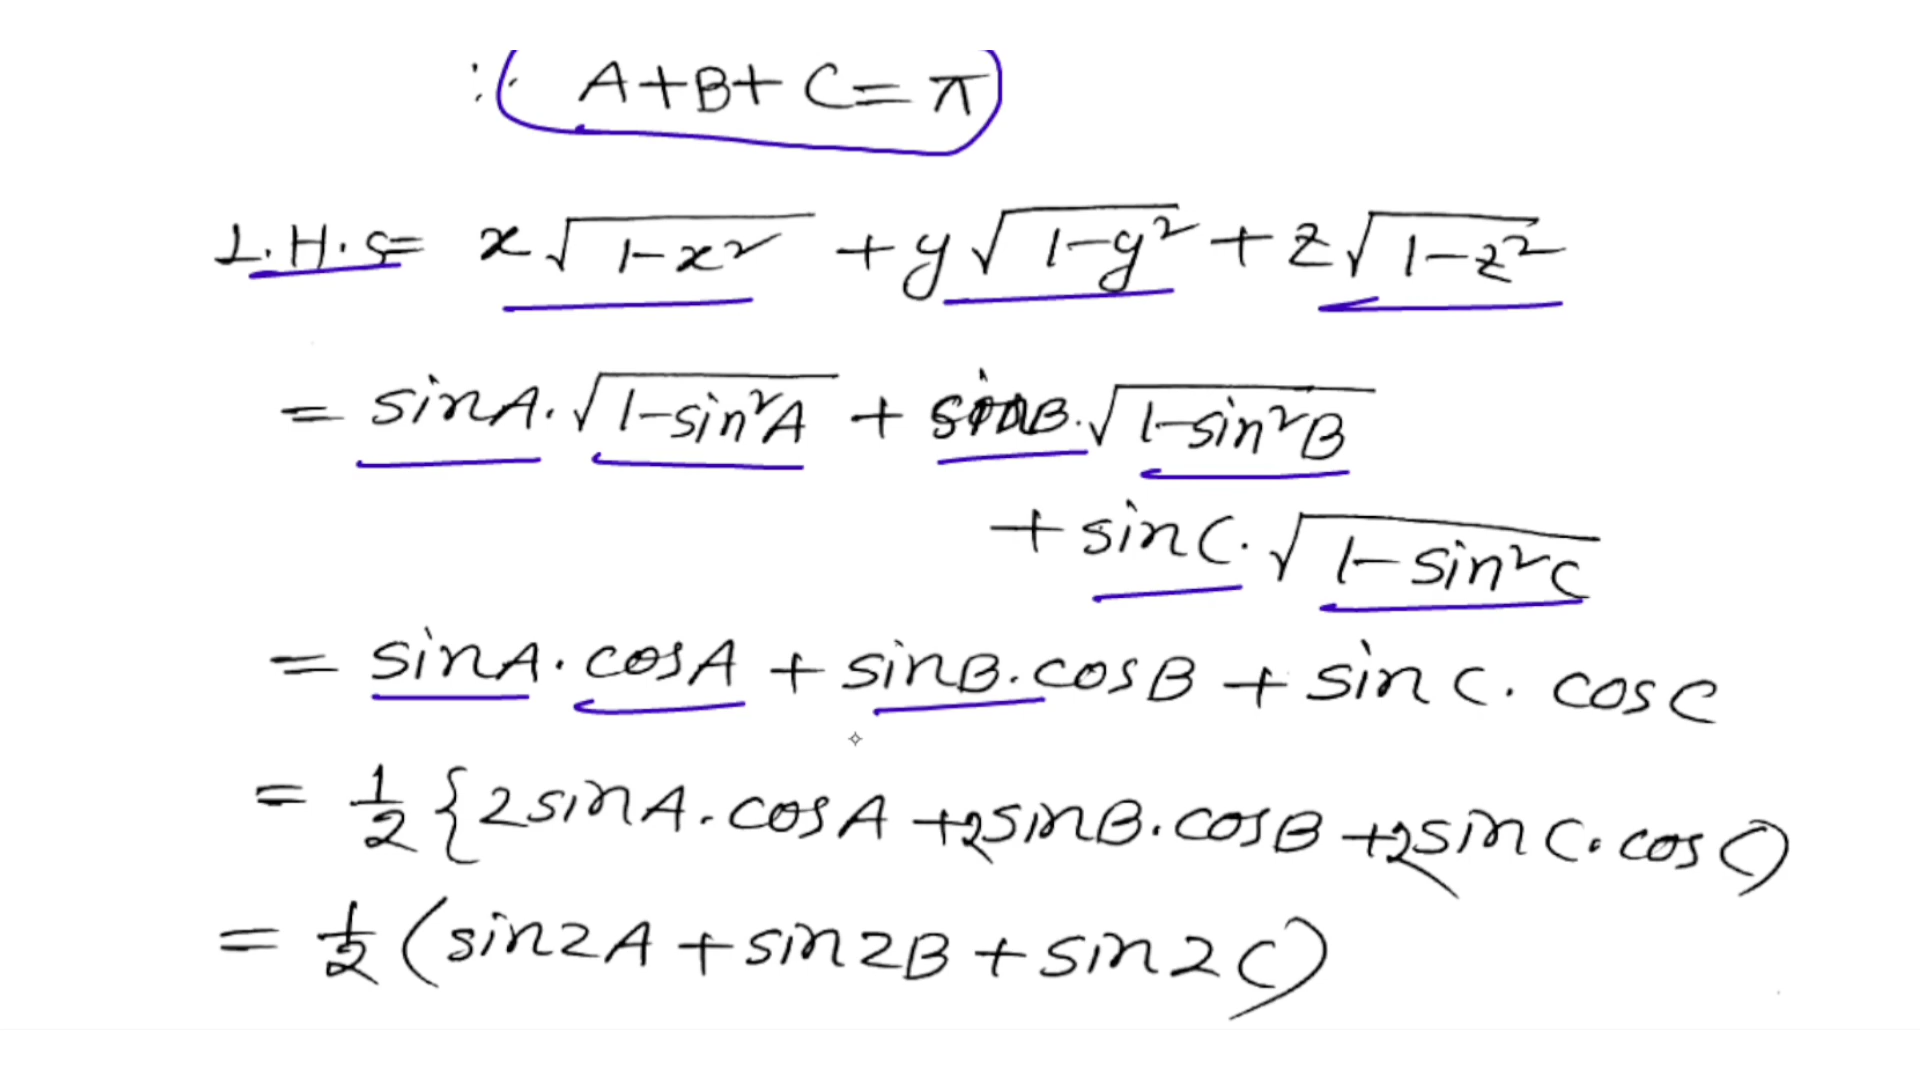 ∵ A+B+C=π
L.H.S= x√1-x² +y√1-y² +z√1-z²
= sinA.√1-sin²A + sinB.√1-sin²B
+ sinC.√1-sin²C
= sinA.cosA + sinB.cosB + sinC.cosC
= 1/2 {2sinA.cosA +2sinB.cosB +2sinC.cosC)
= 1/2 (sin2A +sin2B +sin2C)